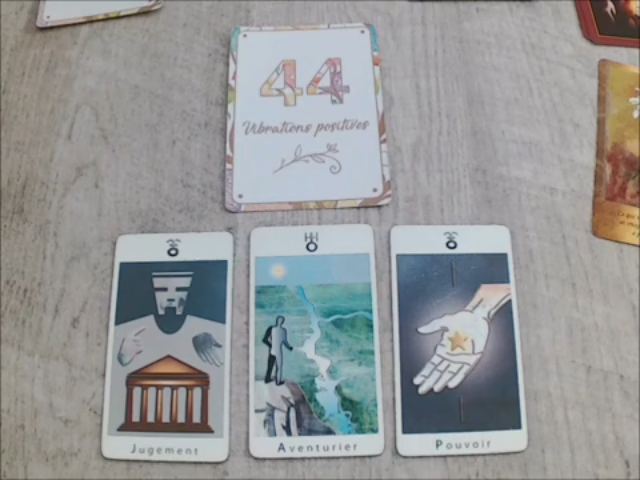 44
Vibrations positives
Jugement
Aventurier
Pouvoir